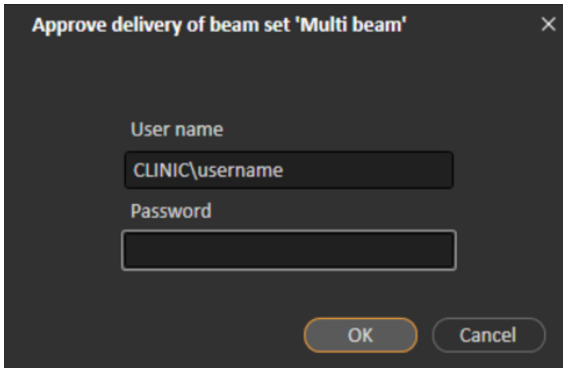 Approve delivery of beam set 'Multi beam'
User name
CLINIC\username
Password
OK Cancel